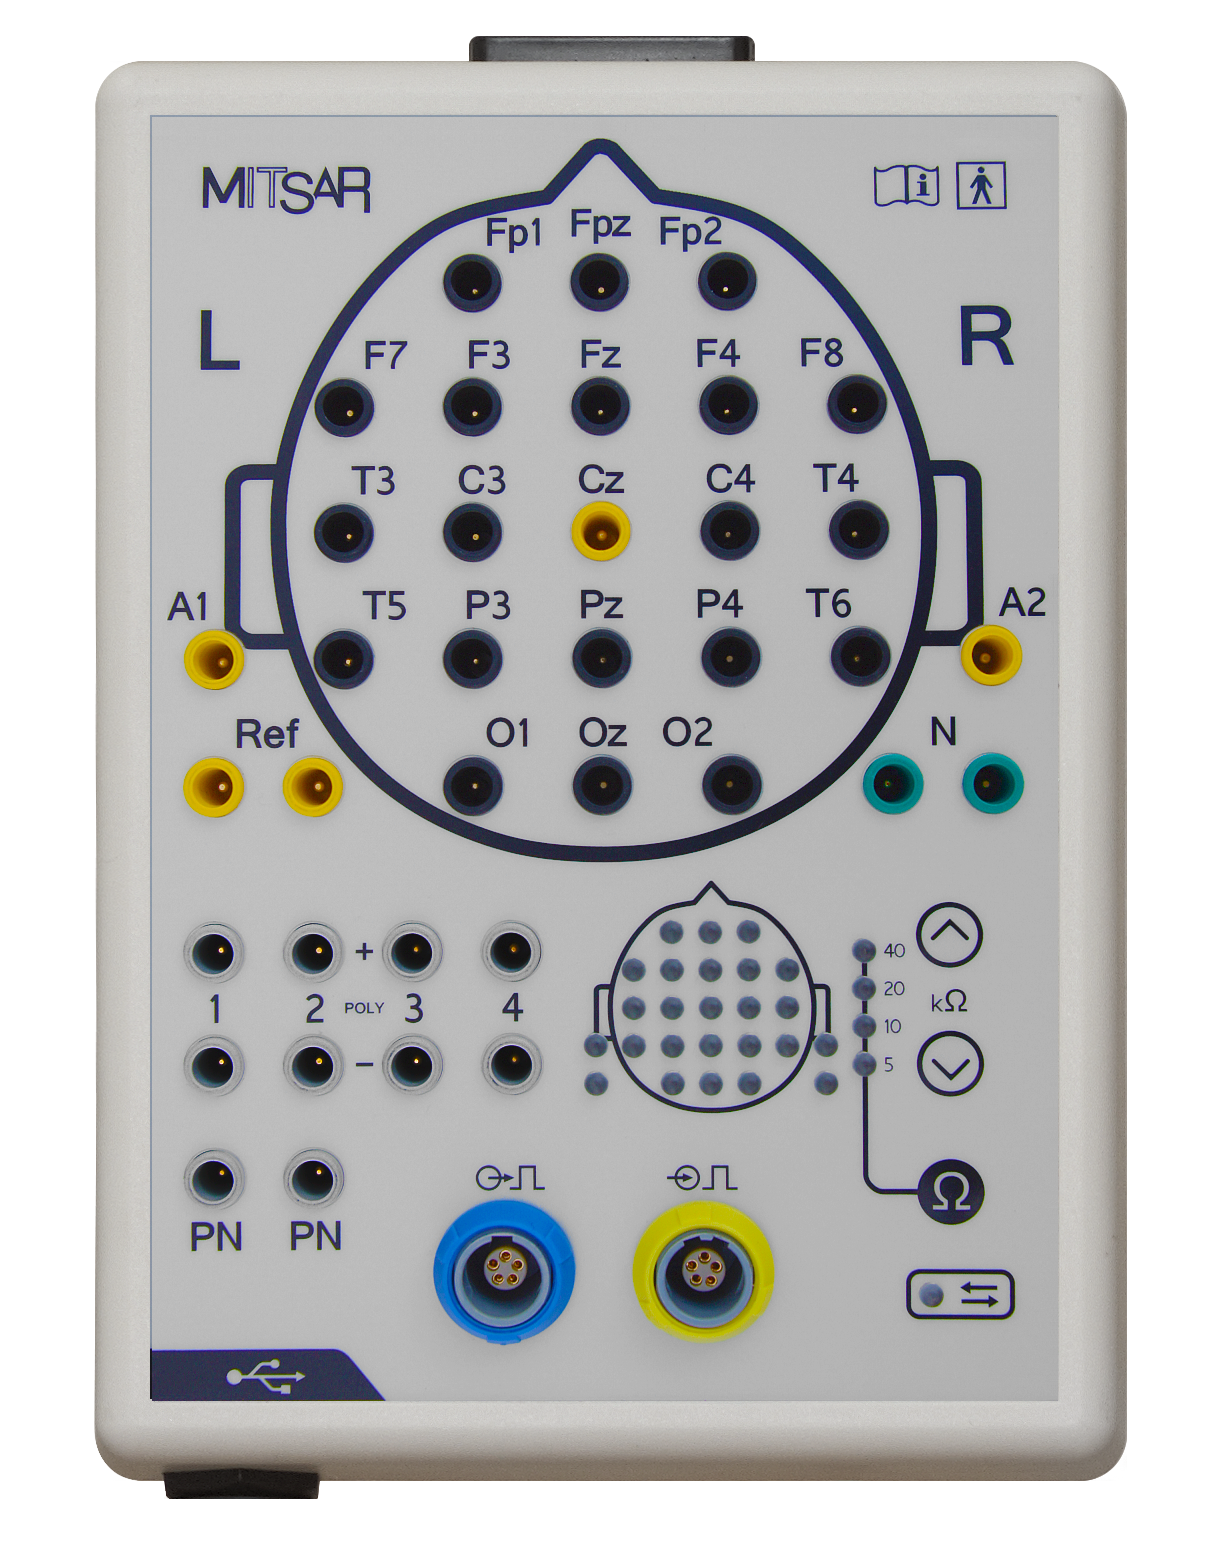 MITSAR
Fp1 Fpz Fp2
L R
F7 F3 Fz F4 F8
T3 C3 Cz C4 T4
A1 T5 P3 Pz P4 T6 A2
Ref O1 Oz O2 N
+ 40
20
1 2 POLY 3 4 kΩ
10
− 5
PN PN Ω